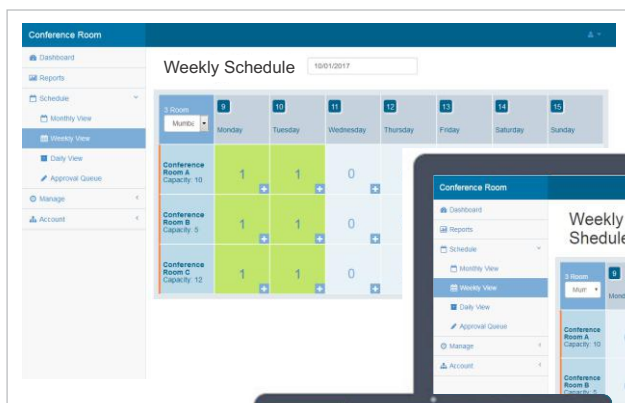 Conference Room
Dashboard
Reports
Schedule
Monthly View
Weekly View
Daily View
Approval Queue
Manage
Account
Weekly Schedule
10/01/2017
3 Room
Mumba
9
Monday
10
Tuesday
11
Wednesday
12
Thursday
13
Friday
14
Saturday
15
Sunday
Conference
Room A
Capacity: 10
1
1
0
Conference
Room B
Capacity: 5
1
1
0
Conference
Room C
Capacity: 12
1
1
0
Conference Room
Dashboard
Reports
Schedule
Monthly View
Weekly View
Daily View
Approval Queue
Manage
Account
Weekly
Shedule
3 Room
Mum
9
Mond
Conference
Room A
Capacity: 10
Conference
Room B
Capacity: 5